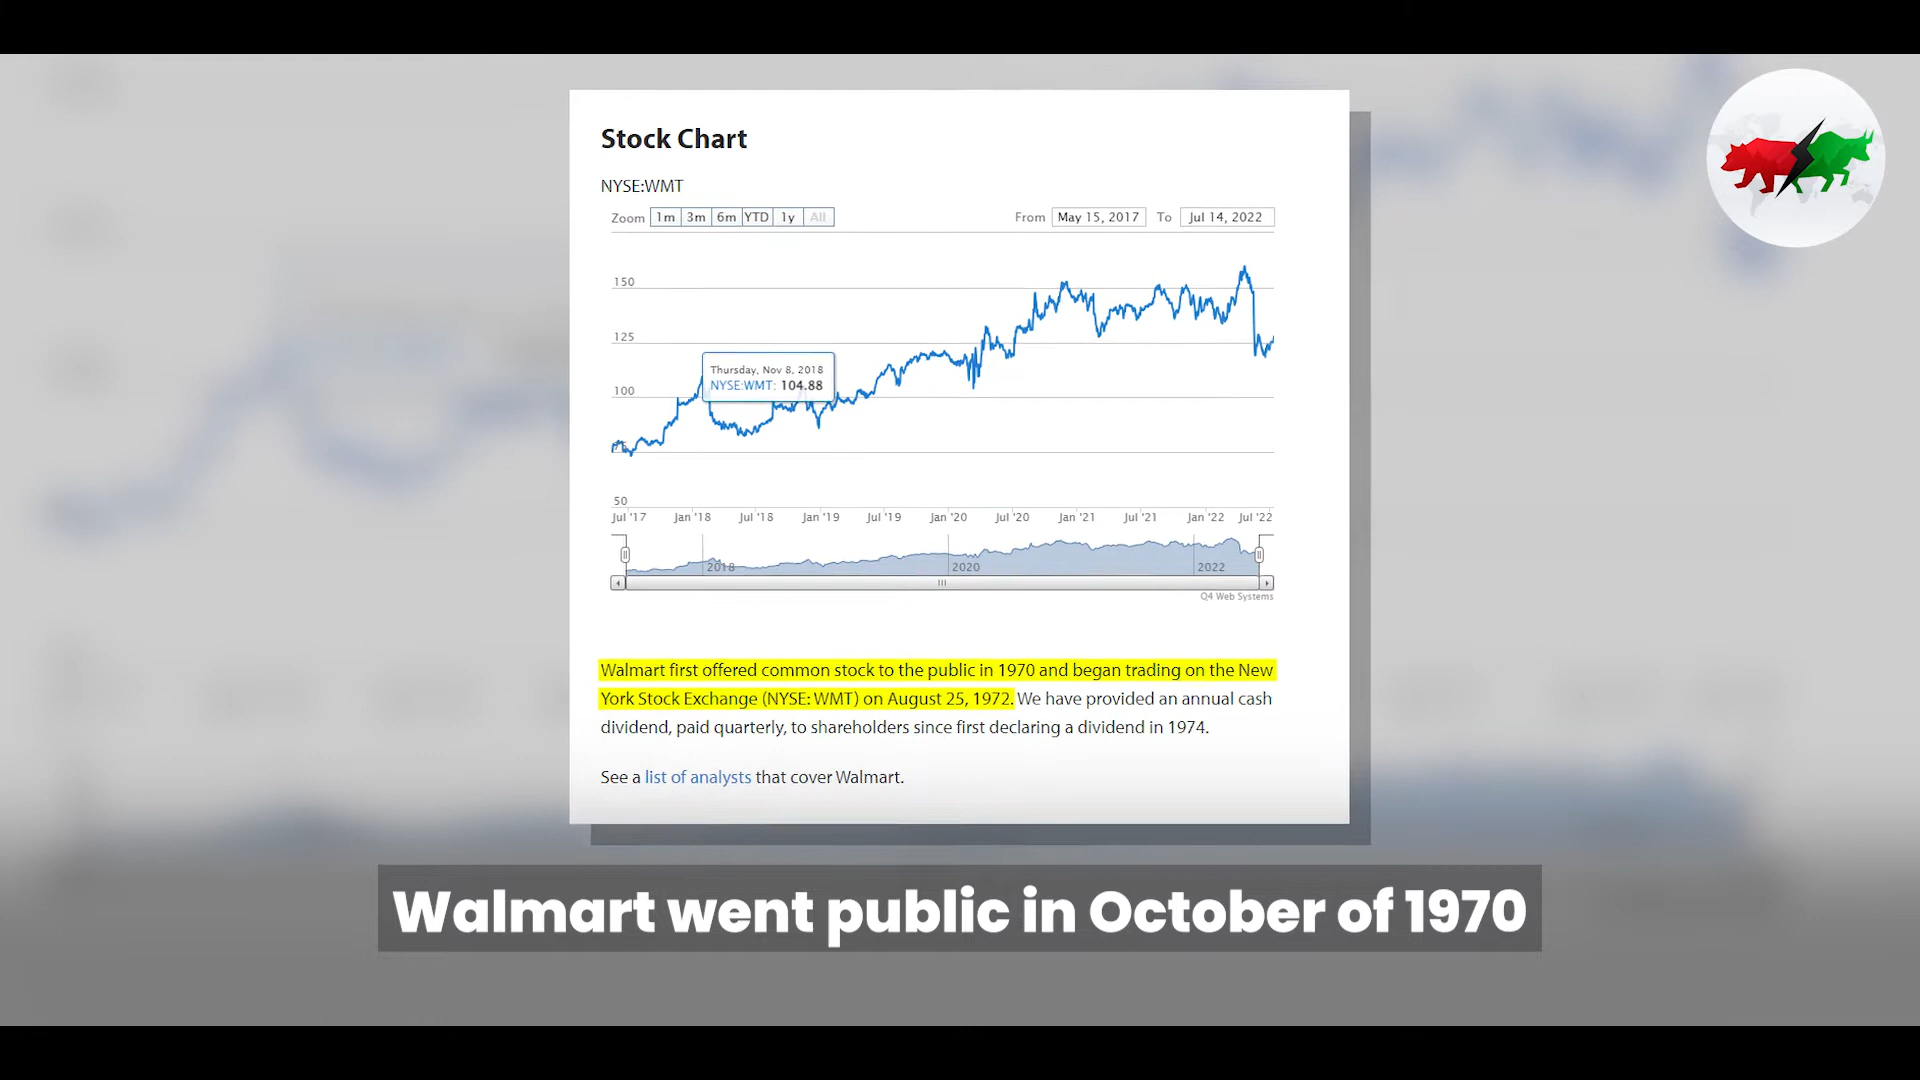 Stock Chart
NYSE:WMT
Zoom 1m 3m 6m YTD 1y All From May 15, 2017 To Jul 14, 2022
150
125
Thursday, Nov 8, 2018
NYSE:WMT: 104.88
100
75
50
Jul '17 Jan '18 Jul '18 Jan '19 Jul '19 Jan '20 Jul '20 Jan '21 Jul '21 Jan '22 Jul '22
2018 2020 2022
Q4 Web Systems
Walmart first offered common stock to the public in 1970 and began trading on the New
York Stock Exchange (NYSE: WMT) on August 25, 1972. We have provided an annual cash
dividend, paid quarterly, to shareholders since first declaring a dividend in 1974.
See a list of analysts that cover Walmart.
Walmart went public in October of 1970